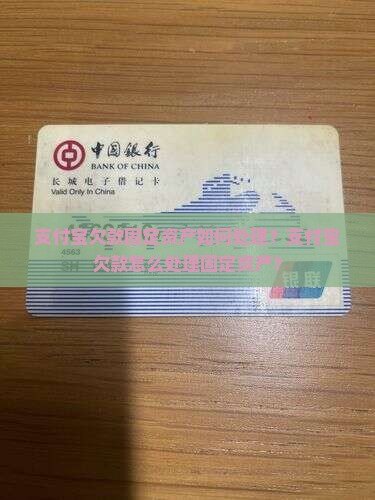 中国银行
BANK OF CHINA
长城电子借记卡
Valid Only In China
支付宝欠款固定资产如何处理？支付宝
欠款怎么处理固定资产？
4563
SH
银联